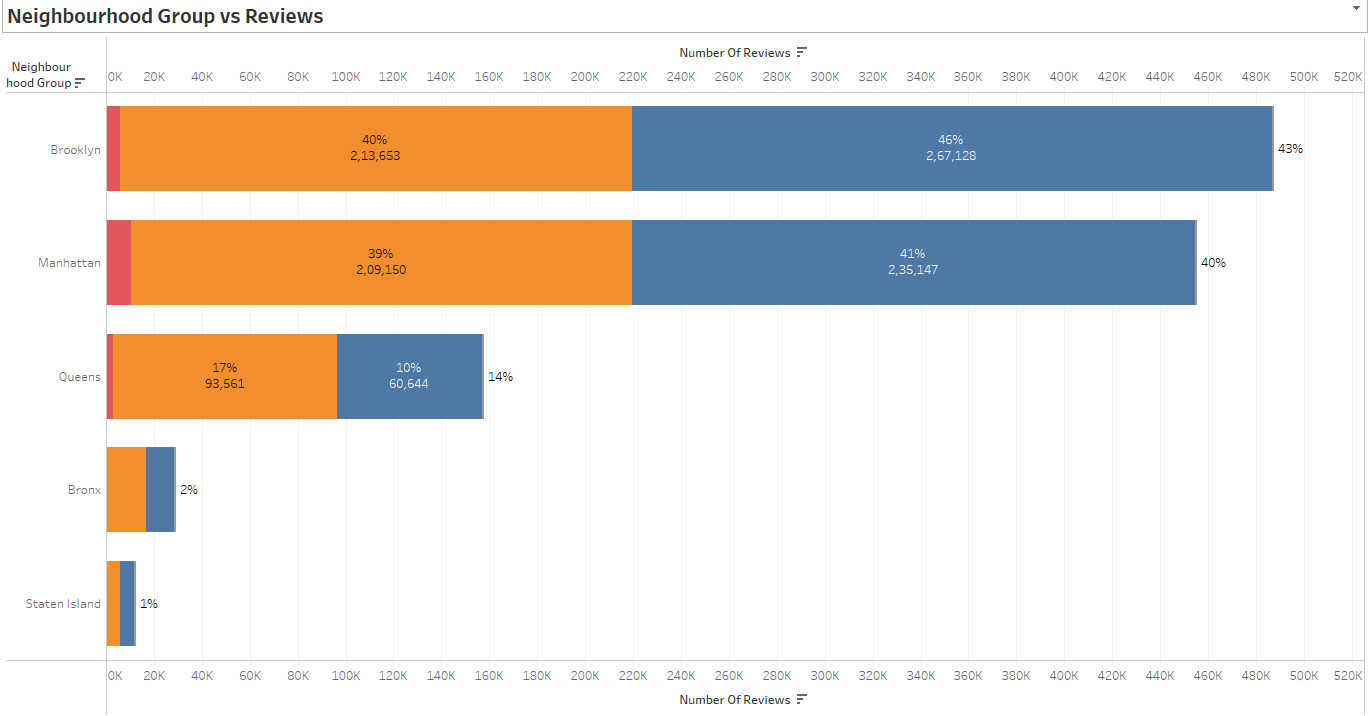 Neighbourhood Group vs Reviews
Number Of Reviews
Neighbour
hood Group
0K 20K 40K 60K 80K 100K 120K 140K 160K 180K 200K 220K 240K 260K 280K 300K 320K 340K 360K 380K 400K 420K 440K 460K 480K 500K 520K
Brooklyn
40%
2,13,653
46%
2,67,128
43%
Manhattan
39%
2,09,150
41%
2,35,147
40%
Queens
17%
93,561
10%
60,644
14%
Bronx
2%
Staten Island
1%
0K 20K 40K 60K 80K 100K 120K 140K 160K 180K 200K 220K 240K 260K 280K 300K 320K 340K 360K 380K 400K 420K 440K 460K 480K 500K 520K
Number Of Reviews